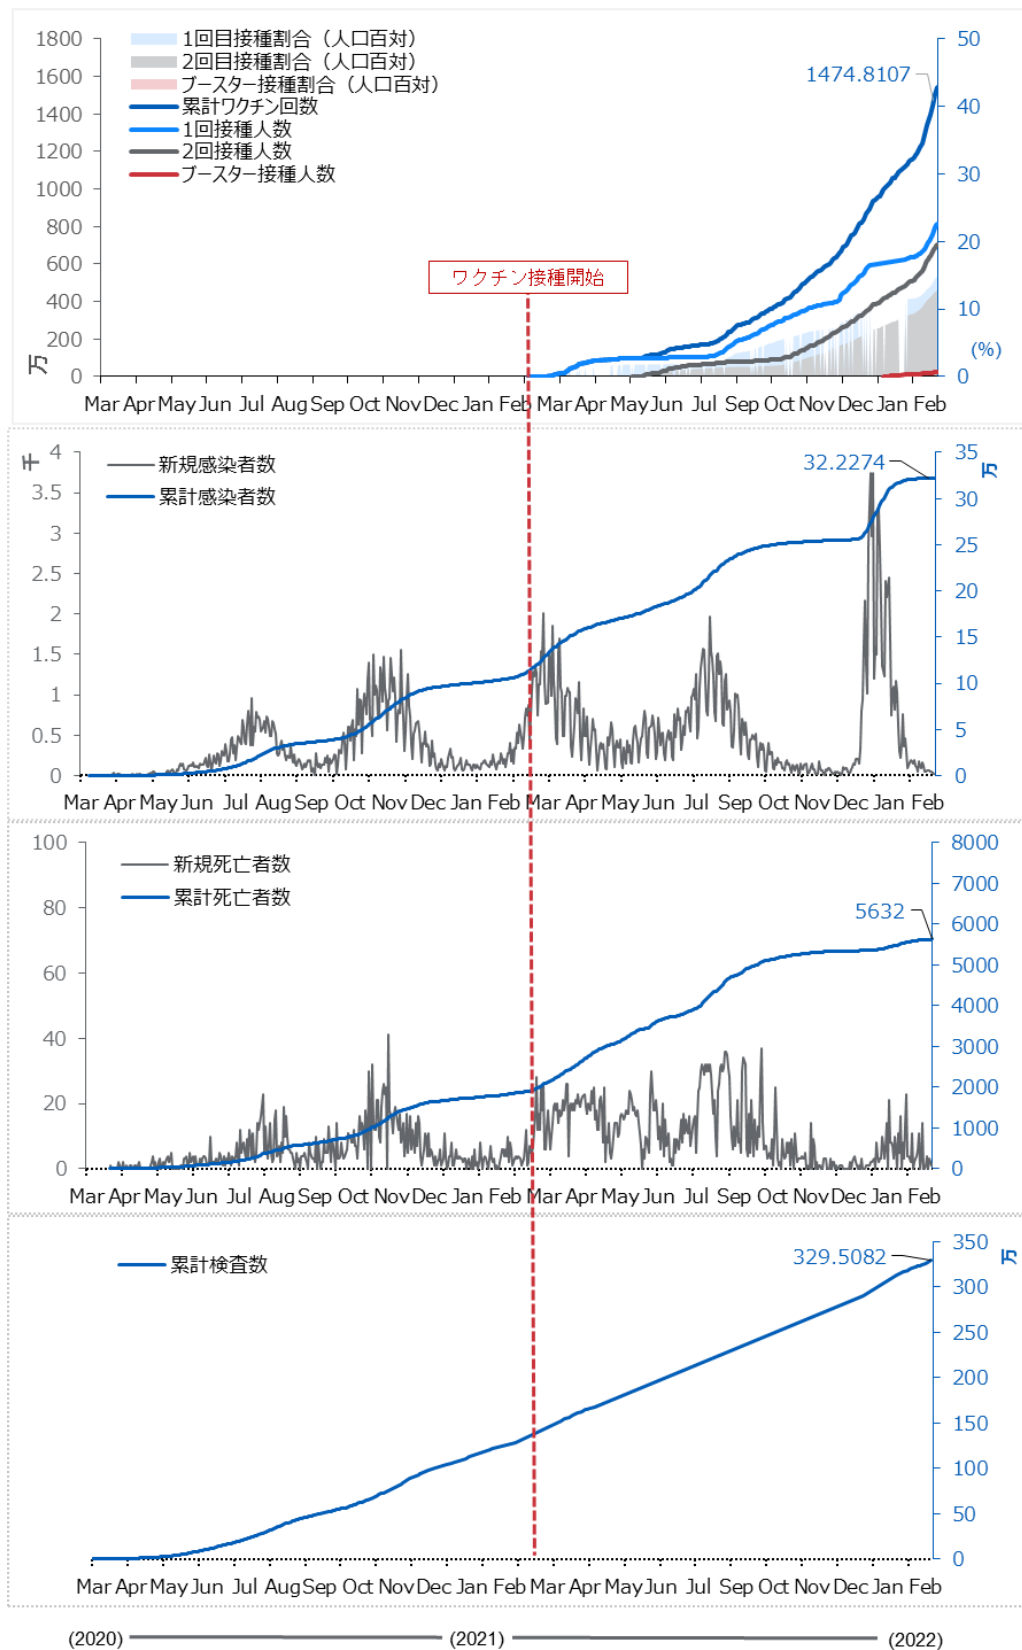 1800
1600
1400
1200
1000
800
600
400
200
0
万
1回目接種割合（人口百対）
2回目接種割合（人口百対）
ブースター接種割合（人口百対）
累計ワクチン回数
1回接種人数
2回接種人数
ブースター接種人数
1474.8107
50
40
30
20
10
0
(%)
ワクチン接種開始
Mar Apr May Jun Jul Aug Sep Oct Nov Dec Jan Feb Mar Apr May Jun Jul Aug Sep Oct Nov Dec Jan Feb
千
4
3.5
3
2.5
2
1.5
1
0.5
0
新規感染者数
累計感染者数
32.2274
35
30
25
20
15
10
5
0
万
Mar Apr May Jun Jul Aug Sep Oct Nov Dec Jan Feb Mar Apr May Jun Jul Aug Sep Oct Nov Dec Jan Feb
100
80
60
40
20
0
新規死亡者数
累計死亡者数
5632
8000
7000
6000
5000
4000
3000
2000
1000
0
Mar Apr May Jun Jul Aug Sep Oct Nov Dec Jan Feb Mar Apr May Jun Jul Aug Sep Oct Nov Dec Jan Feb
累計検査数
329.5082
350
300
250
200
150
100
50
0
万
Mar Apr May Jun Jul Aug Sep Oct Nov Dec Jan Feb Mar Apr May Jun Jul Aug Sep Oct Nov Dec Jan Feb
(2020) (2021) (2022)